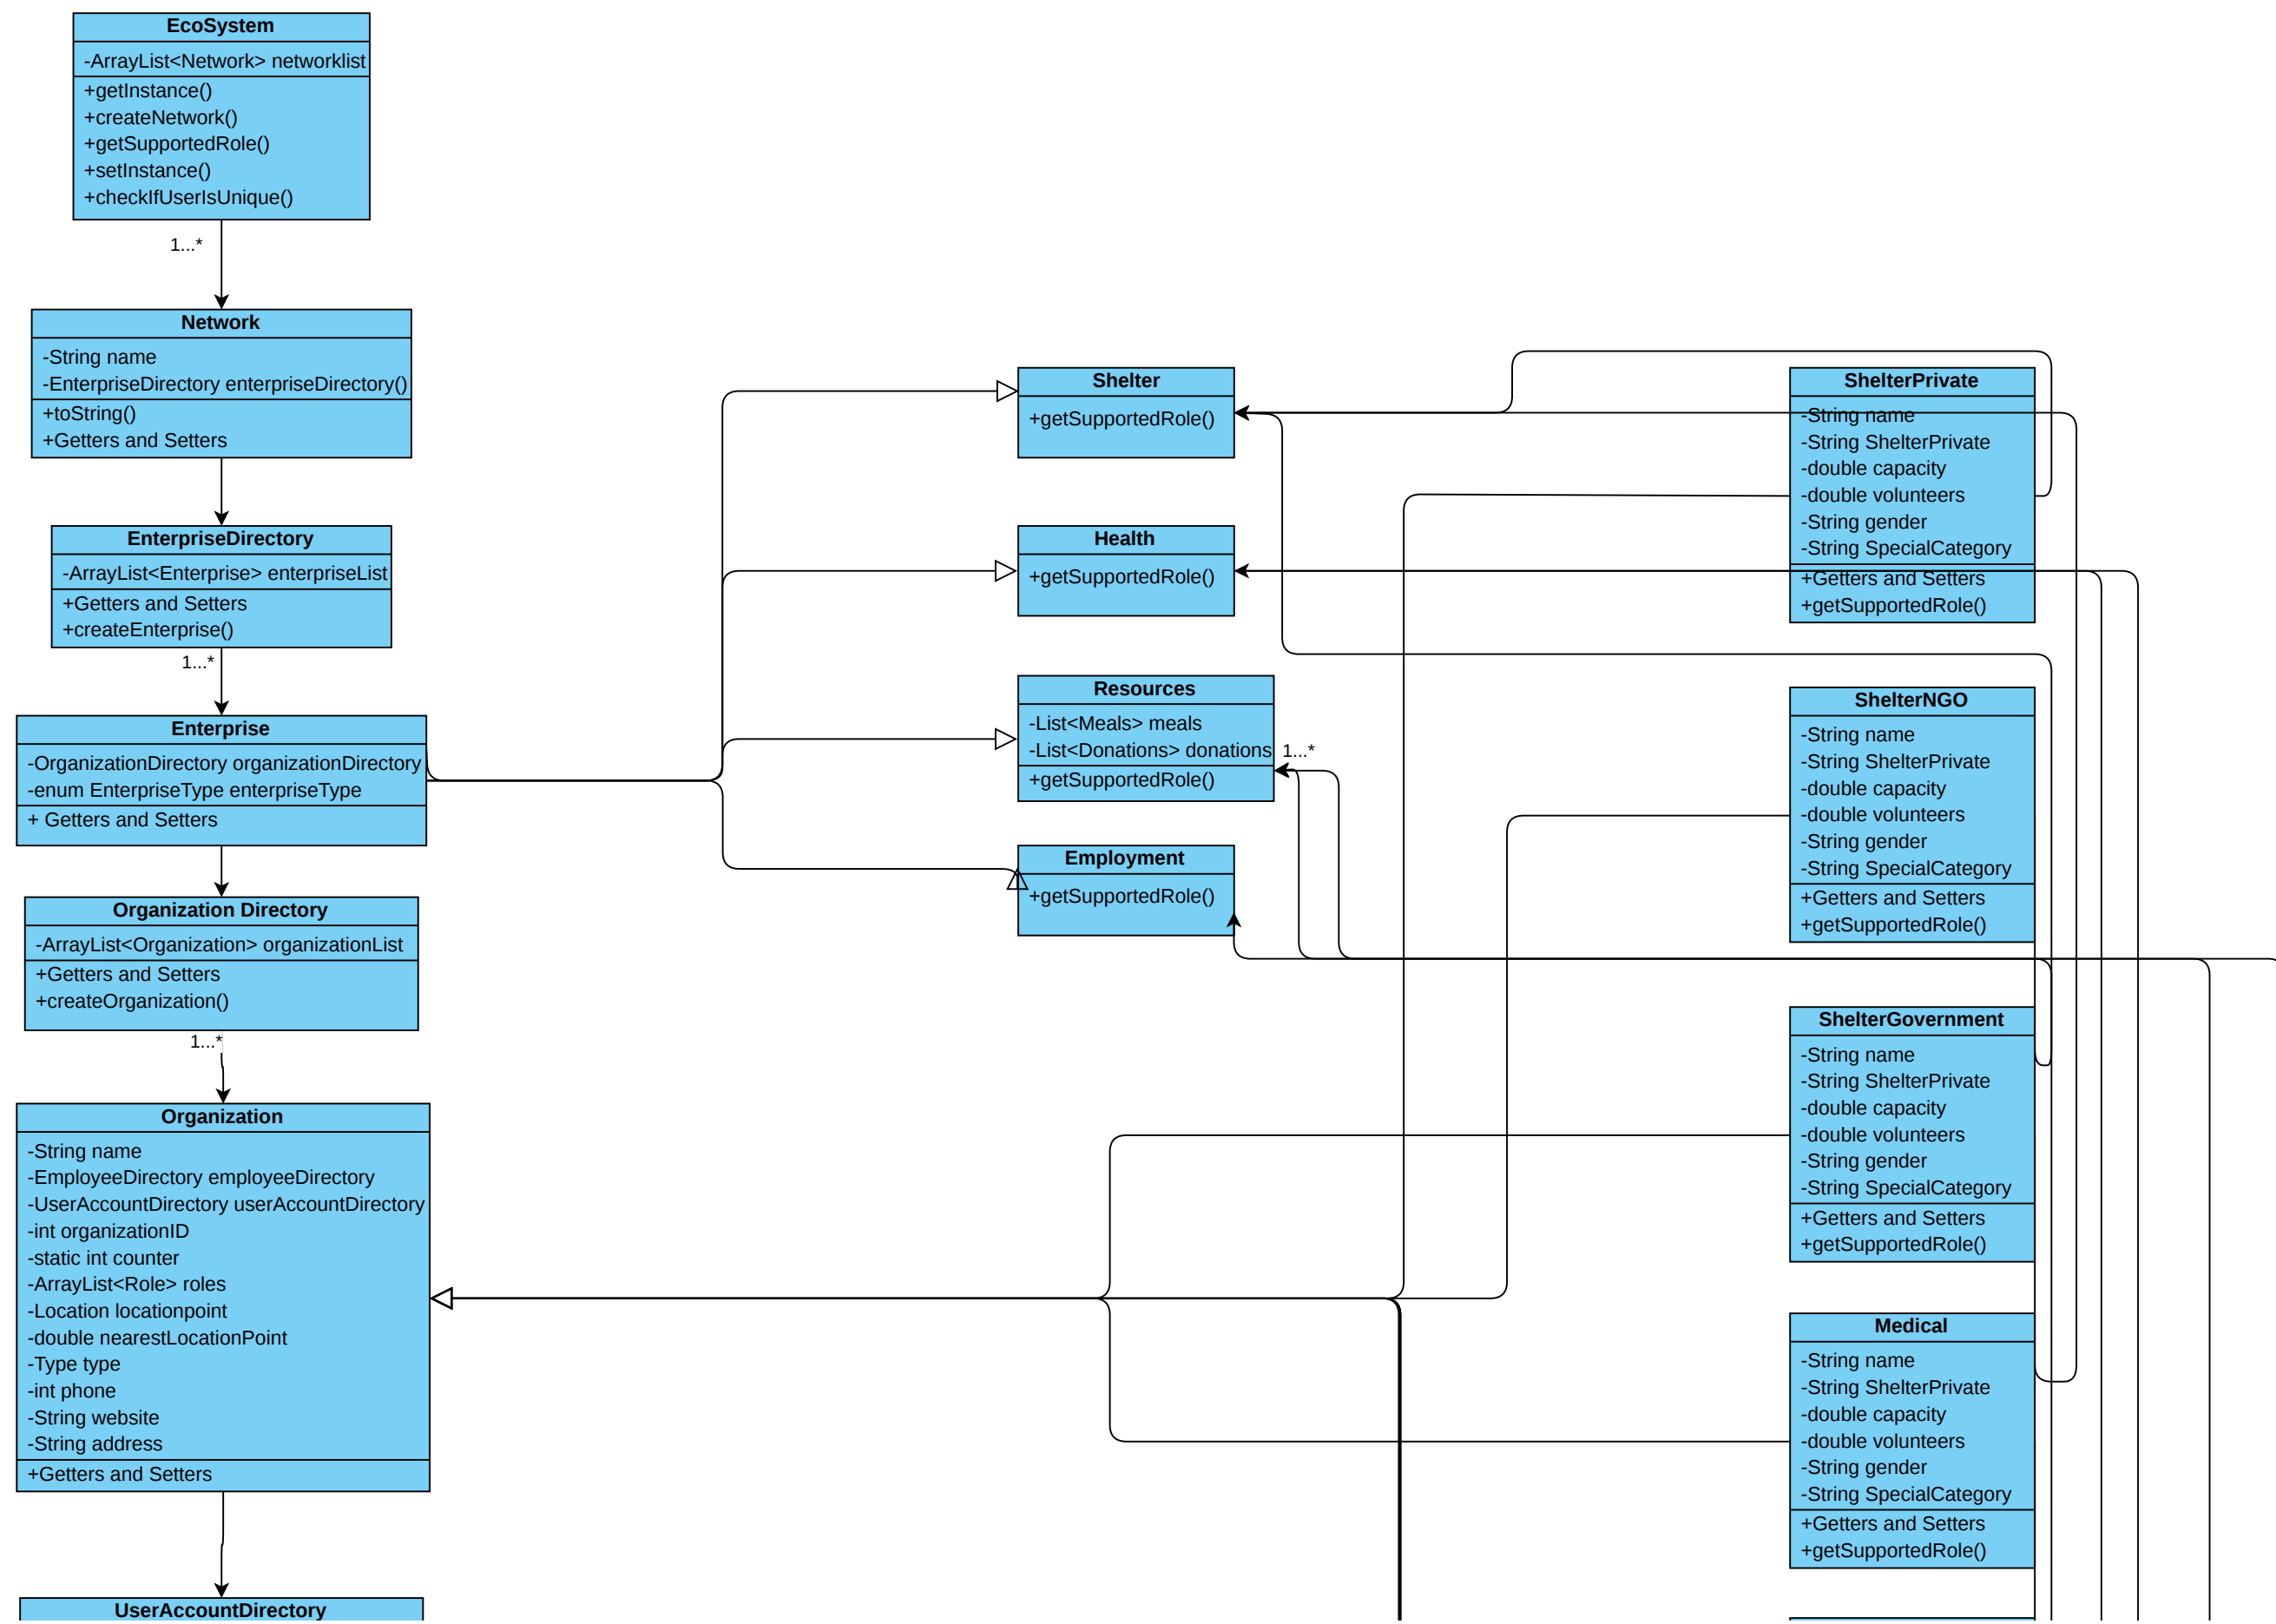 EcoSystem
-ArrayList<Network> networklist
+getInstance()
+createNetwork()
+getSupportedRole()
+setInstance()
+checkIfUserIsUnique()
1...*
Network
-String name
-EnterpriseDirectory enterpriseDirectory()
+toString()
+Getters and Setters
EnterpriseDirectory
-ArrayList<Enterprise> enterpriseList
+Getters and Setters
+createEnterprise()
1...*
Enterprise
-OrganizationDirectory organizationDirectory
-enum EnterpriseType enterpriseType
+ Getters and Setters
Organization Directory
-ArrayList<Organization> organizationList
+Getters and Setters
+createOrganization()
1...*
Organization
-String name
-EmployeeDirectory employeeDirectory
-UserAccountDirectory userAccountDirectory
-int organizationID
-static int counter
-ArrayList<Role> roles
-Location locationpoint
-double nearestLocationPoint
-Type type
-int phone
-String website
-String address
+Getters and Setters
UserAccountDirectory
Shelter
+getSupportedRole()
Health
+getSupportedRole()
Resources
-List<Meals> meals
-List<Donations> donations
+getSupportedRole()
1...*
Employment
+getSupportedRole()
ShelterPrivate
-String name
-String ShelterPrivate
-double capacity
-double volunteers
-String gender
-String SpecialCategory
+Getters and Setters
+getSupportedRole()
ShelterNGO
-String name
-String ShelterPrivate
-double capacity
-double volunteers
-String gender
-String SpecialCategory
+Getters and Setters
+getSupportedRole()
ShelterGovernment
-String name
-String ShelterPrivate
-double capacity
-double volunteers
-String gender
-String SpecialCategory
+Getters and Setters
+getSupportedRole()
Medical
-String name
-String ShelterPrivate
-double capacity
-double volunteers
-String gender
-String SpecialCategory
+Getters and Setters
+getSupportedRole()